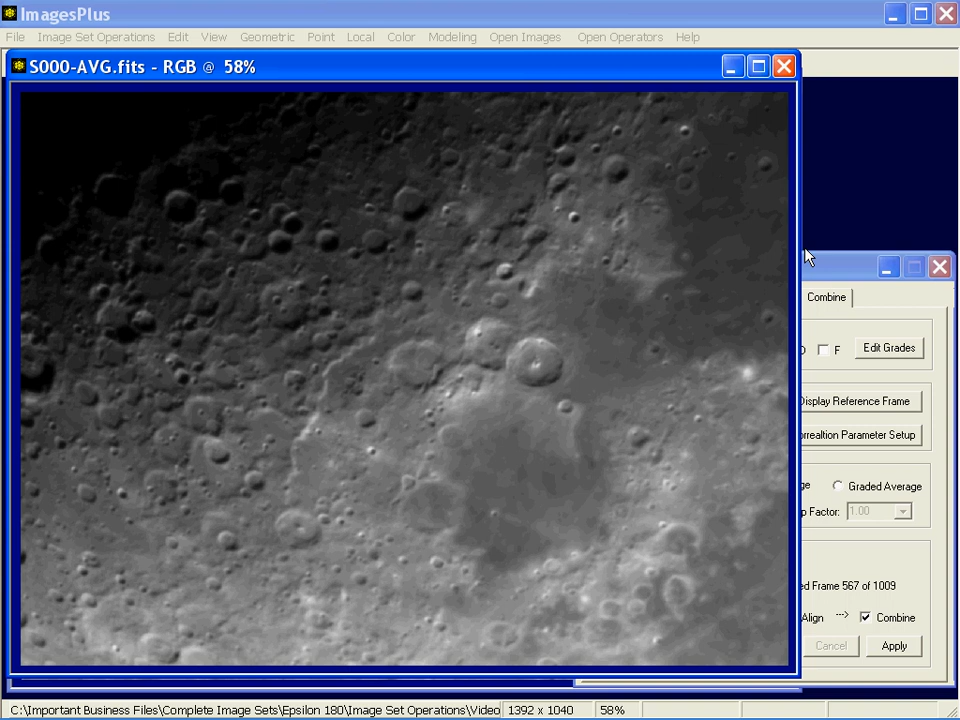 ImagesPlus
File Image Set Operations Edit View Geometric Point Local Color Modeling Open Images Open Operators Help
S000-AVG.fits - RGB @ 58%
Combine
F Edit Grades
Display Reference Frame
Parameter Setup
Graded Average
Factor: 1.00
Frame 567 of 1009
Align ---> Combine
Cancel Apply
C:\Important Business Files\Complete Image Sets\Epsilon 180\Image Set Operations\Video 1392 x 1040 58%